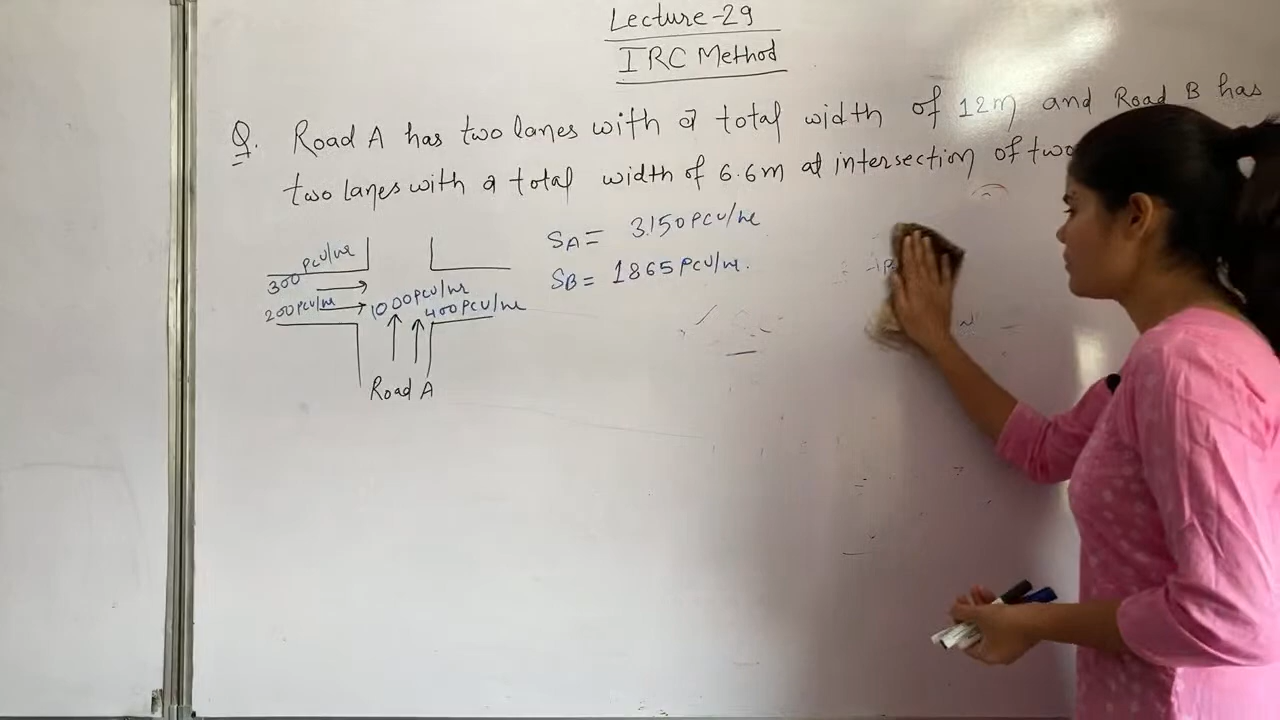 Lecture-29
IRC Method
Q. Road A has two lanes with a total width of 12m and Road B has
two lanes with a total width of 6.6m at intersection of two
SA = 3150 PCU/hr
SB = 1865 PCU/hr.
300 PCU/hr
200 PCU/hr
1000 PCU/hr
400 PCU/hr
Road A